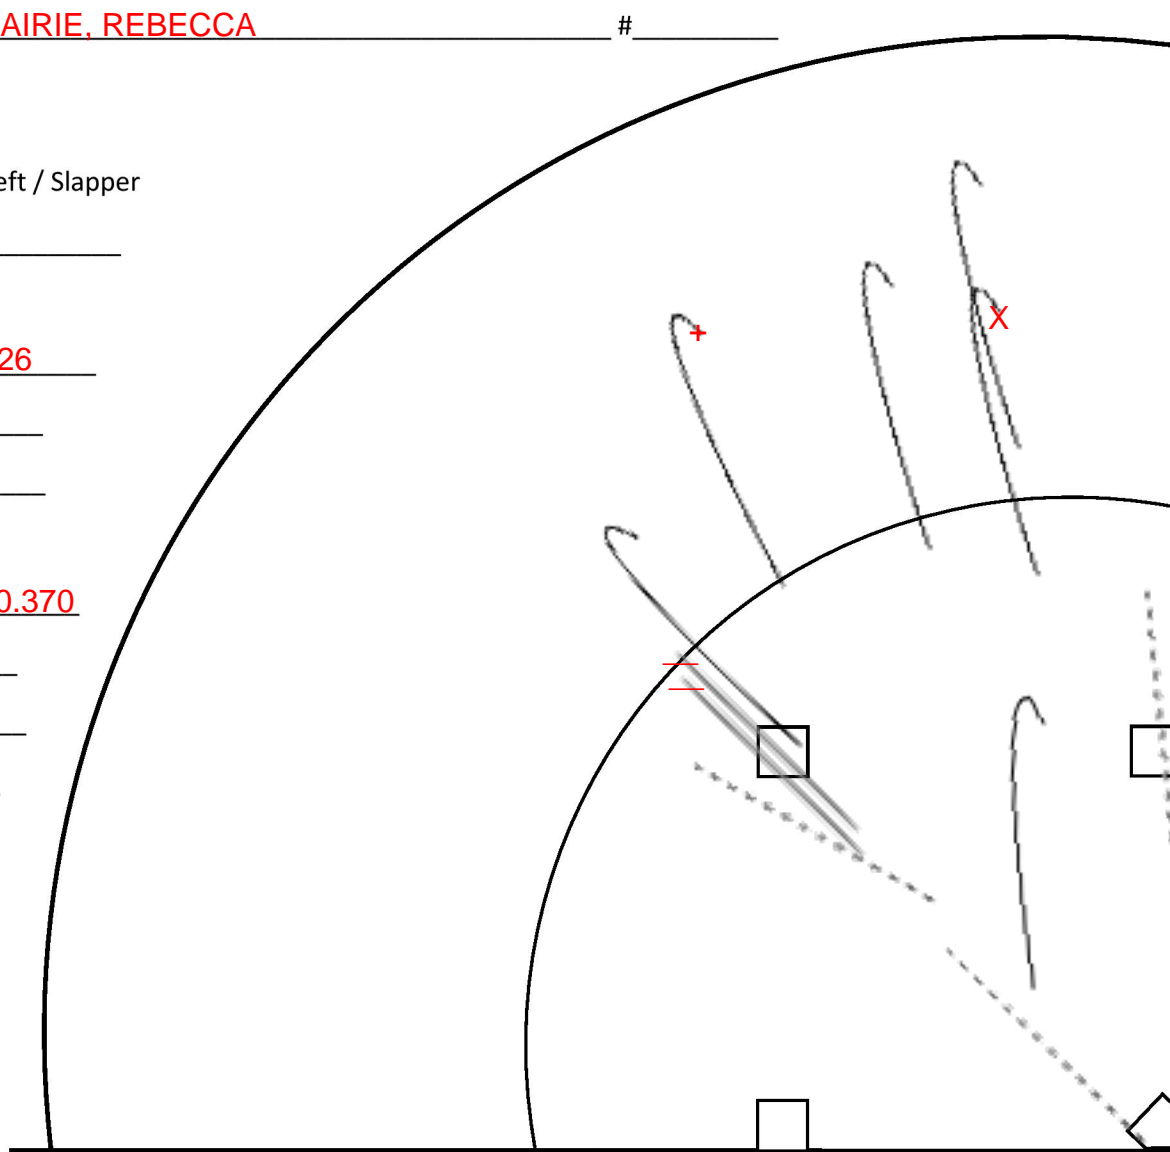 AIRIE, REBECCA #
eft / Slapper
26
0.370
X